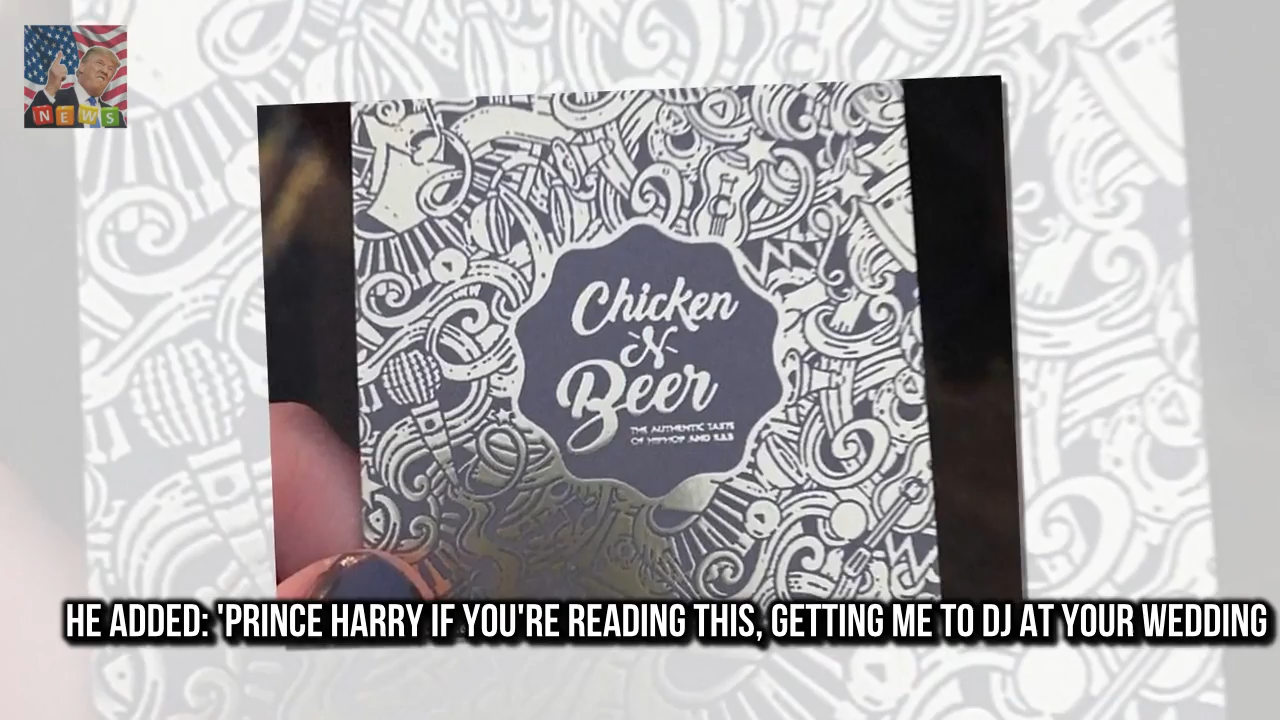 NEWS
Chicken
N
Beer
THE AUTHENTIC TASTE
OF HIPHOP AND R&B
HE ADDED: 'PRINCE HARRY IF YOU'RE READING THIS, GETTING ME TO DJ AT YOUR WEDDING